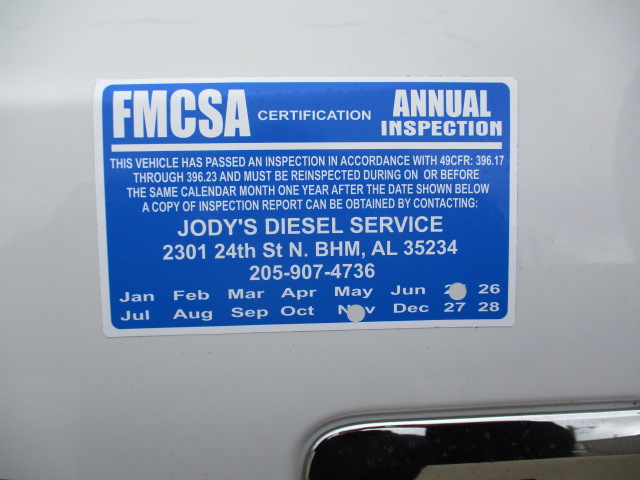 FMCSA CERTIFICATION ANNUAL INSPECTION
THIS VEHICLE HAS PASSED AN INSPECTION IN ACCORDANCE WITH 49CFR: 396.17
THROUGH 396.23 AND MUST BE REINSPECTED DURING ON OR BEFORE
THE SAME CALENDAR MONTH ONE YEAR AFTER THE DATE SHOWN BELOW
A COPY OF INSPECTION REPORT CAN BE OBTAINED BY CONTACTING:
JODY'S DIESEL SERVICE
2301 24th St N. BHM, AL 35234
205-907-4736
Jan Feb Mar Apr May Jun 26
Jul Aug Sep Oct Nov Dec 27 28